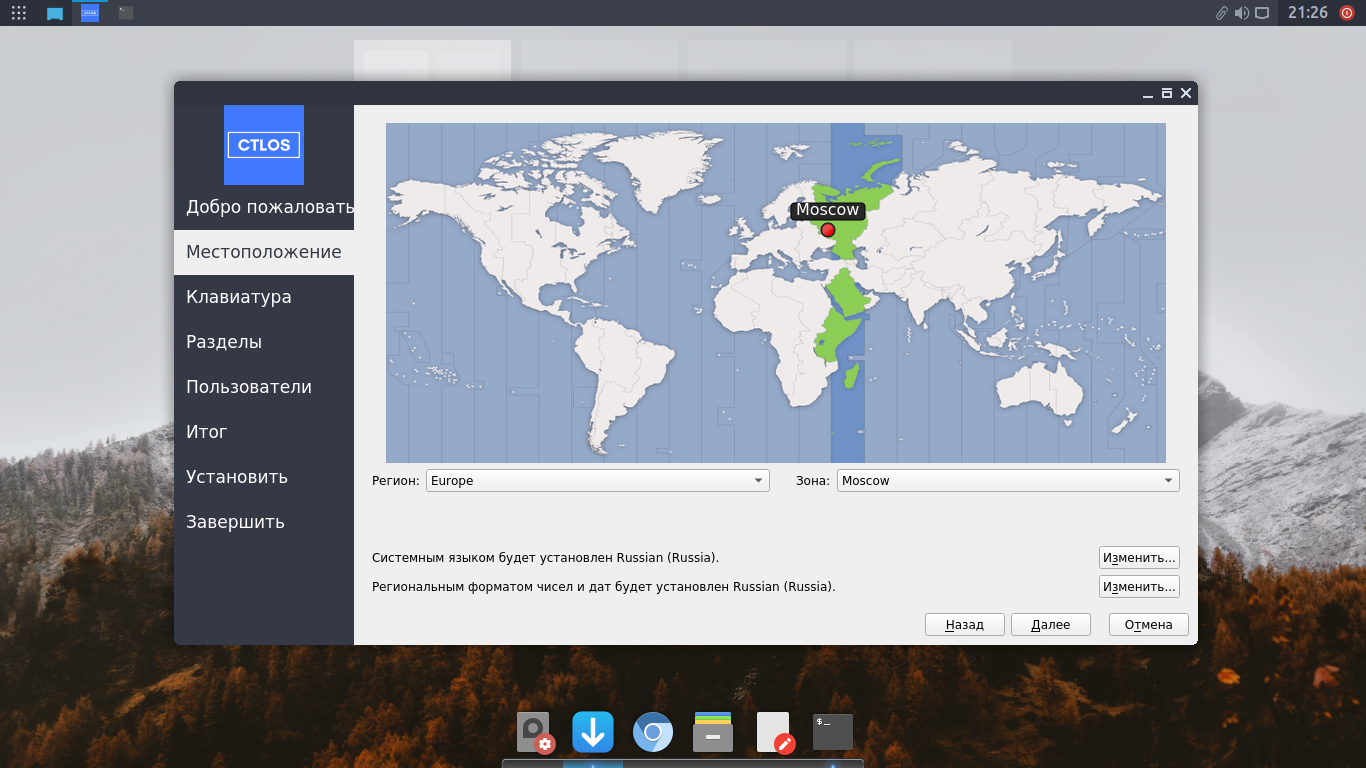 21:26
CTLOS
Добро пожаловать
Местоположение
Клавиатура
Разделы
Пользователи
Итог
Установить
Завершить
Moscow
Регион: Europe Зона: Moscow
Системным языком будет установлен Russian (Russia). Изменить...
Региональным форматом чисел и дат будет установлен Russian (Russia). Изменить...
Назад Далее Отмена
$_